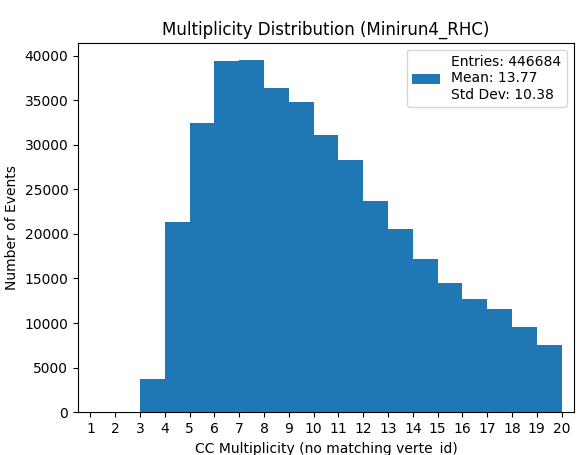 Multiplicity Distribution (Minirun4_RHC)
Entries: 446684
Mean: 13.77
Std Dev: 10.38
Number of Events
40000
35000
30000
25000
20000
15000
10000
5000
0
1 2 3 4 5 6 7 8 9 10 11 12 13 14 15 16 17 18 19 20
CC Multiplicity (no matching verte_id)